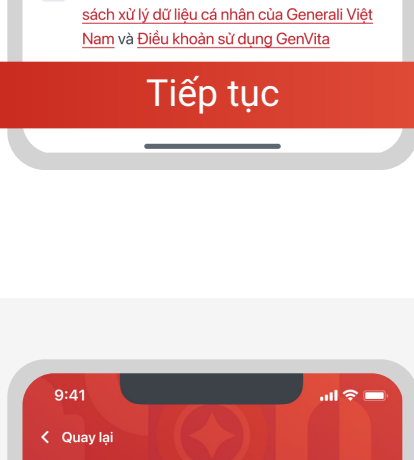 sách xử lý dữ liệu cá nhân của Generali Việt
Nam và Điều khoản sử dụng GenVita
Tiếp tục
9:41
Quay lại